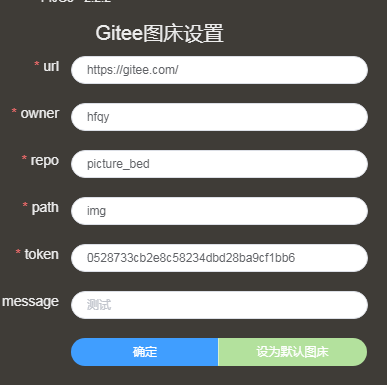 Gitee图床设置
* url
https://gitee.com/
* owner
hfqy
* repo
picture_bed
* path
img
* token
0528733cb2e8c58234dbd28ba9cf1bb6
message
测试
确定
设为默认图床